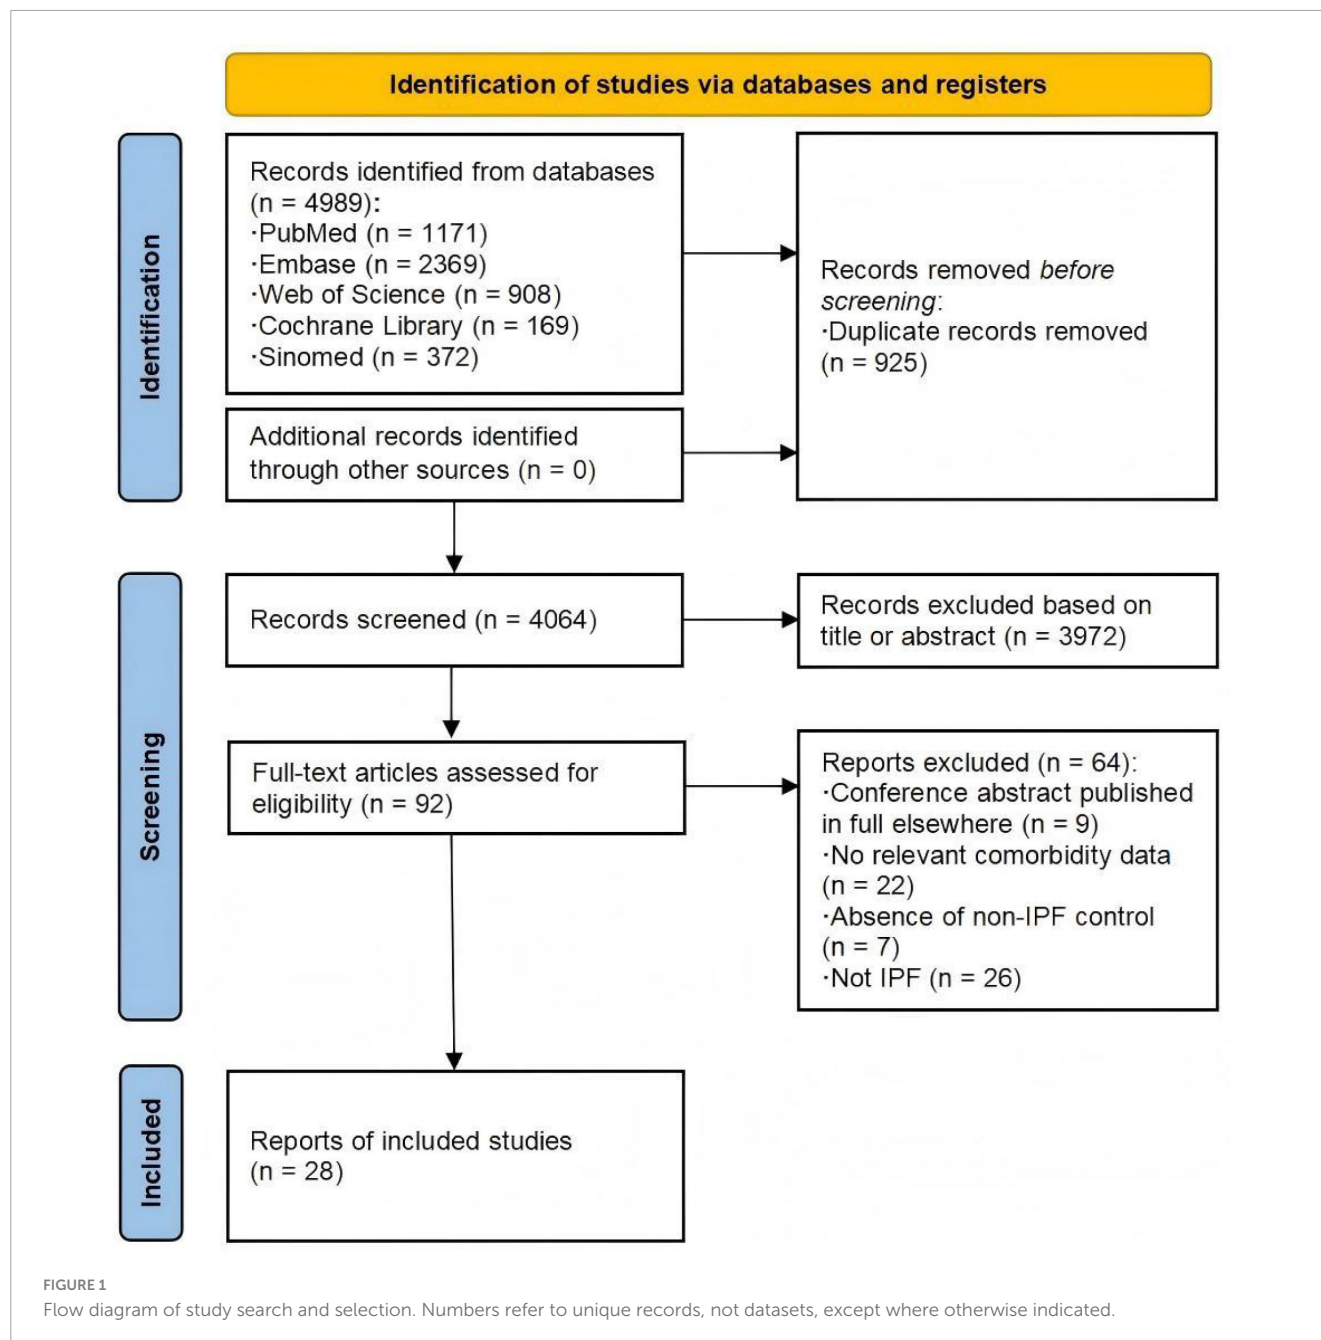 Identification of studies via databases and registers
Identification
Records identified from databases
(n = 4989):
·PubMed (n = 1171)
·Embase (n = 2369)
·Web of Science (n = 908)
·Cochrane Library (n = 169)
·Sinomed (n = 372)
Records removed before
screening:
·Duplicate records removed
(n = 925)
Additional records identified
through other sources (n = 0)
Screening
Records screened (n = 4064)
Records excluded based on
title or abstract (n = 3972)
Full-text articles assessed for
eligibility (n = 92)
Reports excluded (n = 64):
·Conference abstract published
in full elsewhere (n = 9)
·No relevant comorbidity data
(n = 22)
·Absence of non-IPF control
(n = 7)
·Not IPF (n = 26)
Included
Reports of included studies
(n = 28)
FIGURE 1
Flow diagram of study search and selection. Numbers refer to unique records, not datasets, except where otherwise indicated.